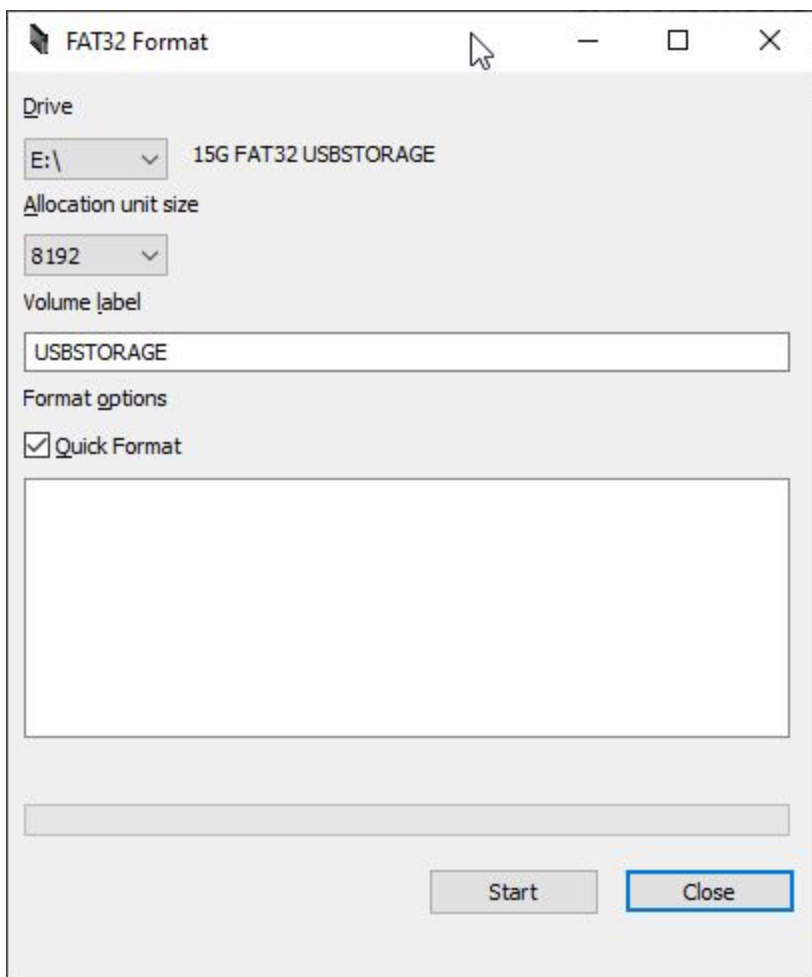 FAT32 Format
Drive
E:\ 15G FAT32 USBSTORAGE
Allocation unit size
8192
Volume label
USBSTORAGE
Format options
Quick Format
Start Close